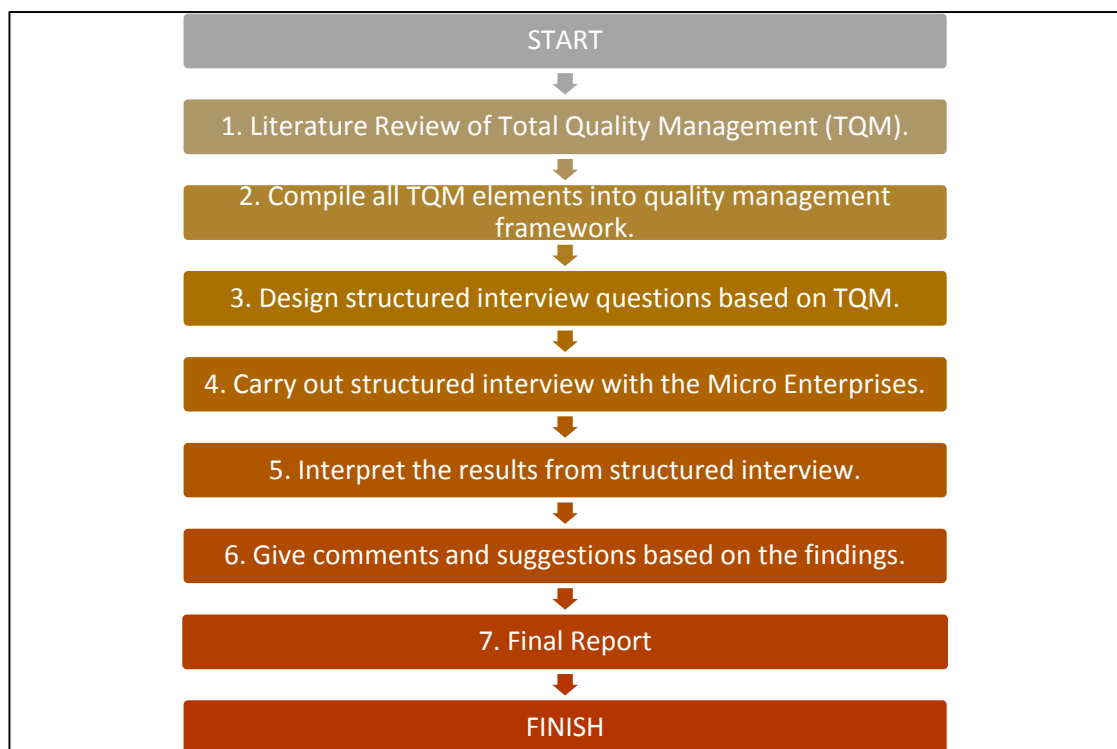 START
1. Literature Review of Total Quality Management (TQM).
2. Compile all TQM elements into quality management
framework.
3. Design structured interview questions based on TQM.
4. Carry out structured interview with the Micro Enterprises.
5. Interpret the results from structured interview.
6. Give comments and suggestions based on the findings.
7. Final Report
FINISH